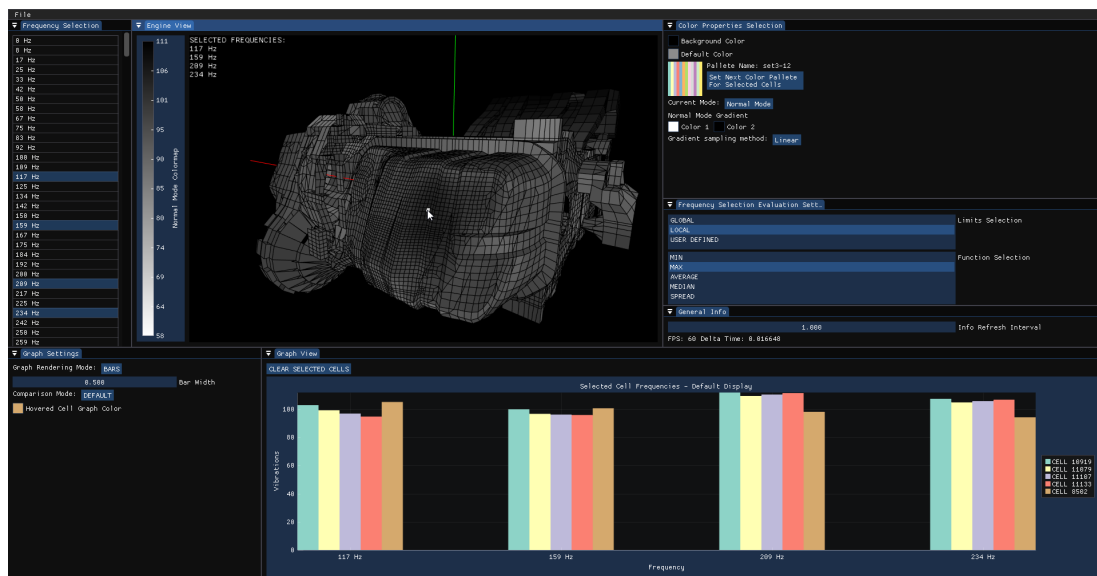 File
Frequency Selection
0 Hz
8 Hz
17 Hz
25 Hz
33 Hz
42 Hz
50 Hz
58 Hz
67 Hz
75 Hz
83 Hz
92 Hz
100 Hz
109 Hz
117 Hz
125 Hz
134 Hz
142 Hz
150 Hz
159 Hz
167 Hz
175 Hz
184 Hz
192 Hz
200 Hz
209 Hz
217 Hz
225 Hz
234 Hz
242 Hz
250 Hz
259 Hz
Engine View
111
106
101
95
90
85
80
74
69
64
58
Normal Mode Colormap
SELECTED FREQUENCIES:
117 Hz
159 Hz
209 Hz
234 Hz
Color Properties Selection
Background Color
Default Color
Pallete Name: set3-12
Set Next Color Pallete
For Selected Cells
Current Mode: Normal Mode
Normal Mode Gradient
Color 1 Color 2
Gradient sampling method: Linear
Frequency Selection Evaluation Sett.
GLOBAL
LOCAL
USER DEFINED
Limits Selection
MIN
MAX
AVERAGE
MEDIAN
SPREAD
Function Selection
General Info
1.000 Info Refresh Interval
FPS: 60 Delta Time: 0.016648
Graph Settings
Graph Rendering Mode: BARS
0.500 Bar Width
Comparison Mode: DEFAULT
Hovered Cell Graph Color
Graph View
CLEAR SELECTED CELLS
Selected Cell Frequencies - Default Display
100
80
60
40
20
0
Vibrations
117 Hz
159 Hz
209 Hz
234 Hz
Frequency
CELL 10919
CELL 11079
CELL 11107
CELL 11133
CELL 8502